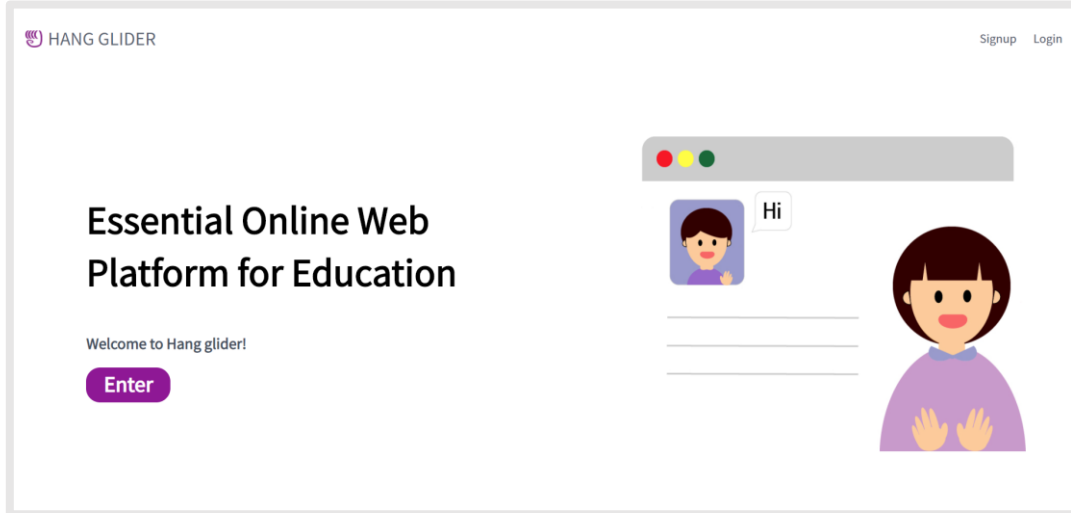 HANG GLIDER
Signup Login
Essential Online Web
Platform for Education
Hi
Welcome to Hang glider!
Enter